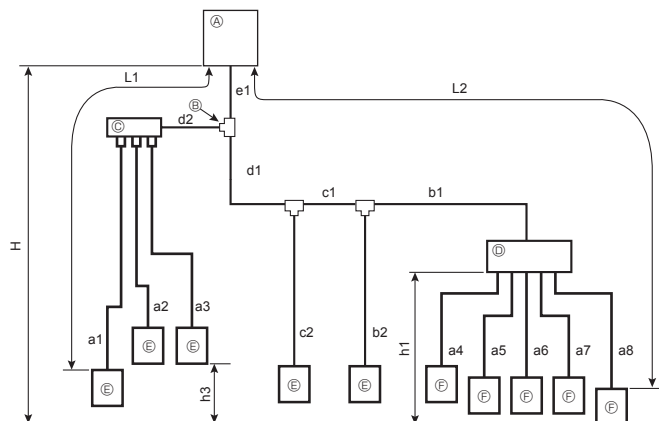 Ⓐ
L1
e1
L2
Ⓑ
Ⓒ
d2
d1
c1
b1
H
Ⓓ
a1
a2
a3
Ⓔ
Ⓔ
Ⓔ
h3
c2
b2
Ⓔ
Ⓔ
h1
a4
a5
a6
a7
a8
Ⓕ
Ⓕ
Ⓕ
Ⓕ
Ⓕ